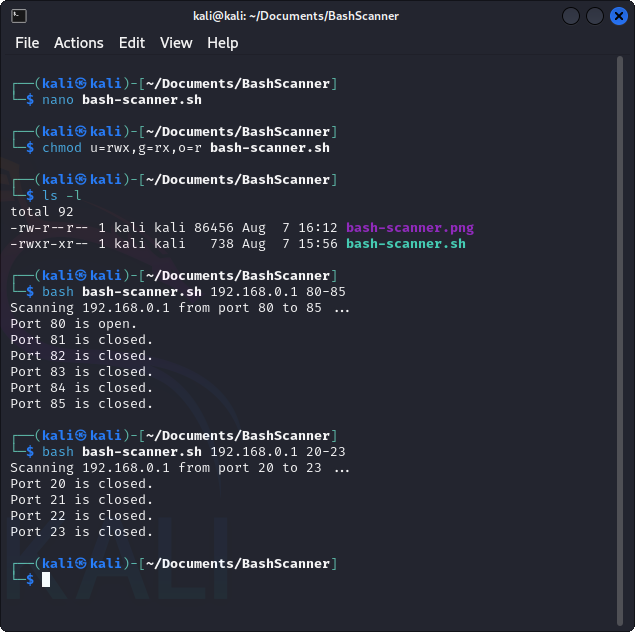 kali@kali: ~/Documents/BashScanner
File Actions Edit View Help
┌──(kali㉿kali)-[~/Documents/BashScanner]
└─$ nano bash-scanner.sh
┌──(kali㉿kali)-[~/Documents/BashScanner]
└─$ chmod u=rwx,g=rx,o=r bash-scanner.sh
┌──(kali㉿kali)-[~/Documents/BashScanner]
└─$ ls -l
total 92
-rw-r--r-- 1 kali kali 86456 Aug  7 16:12 bash-scanner.png
-rwxr-xr-- 1 kali kali   738 Aug  7 15:56 bash-scanner.sh
┌──(kali㉿kali)-[~/Documents/BashScanner]
└─$ bash bash-scanner.sh 192.168.0.1 80-85
Scanning 192.168.0.1 from port 80 to 85 ...
Port 80 is open.
Port 81 is closed.
Port 82 is closed.
Port 83 is closed.
Port 84 is closed.
Port 85 is closed.
┌──(kali㉿kali)-[~/Documents/BashScanner]
└─$ bash bash-scanner.sh 192.168.0.1 20-23
Scanning 192.168.0.1 from port 20 to 23 ...
Port 20 is closed.
Port 21 is closed.
Port 22 is closed.
Port 23 is closed.
┌──(kali㉿kali)-[~/Documents/BashScanner]
└─$
KALI